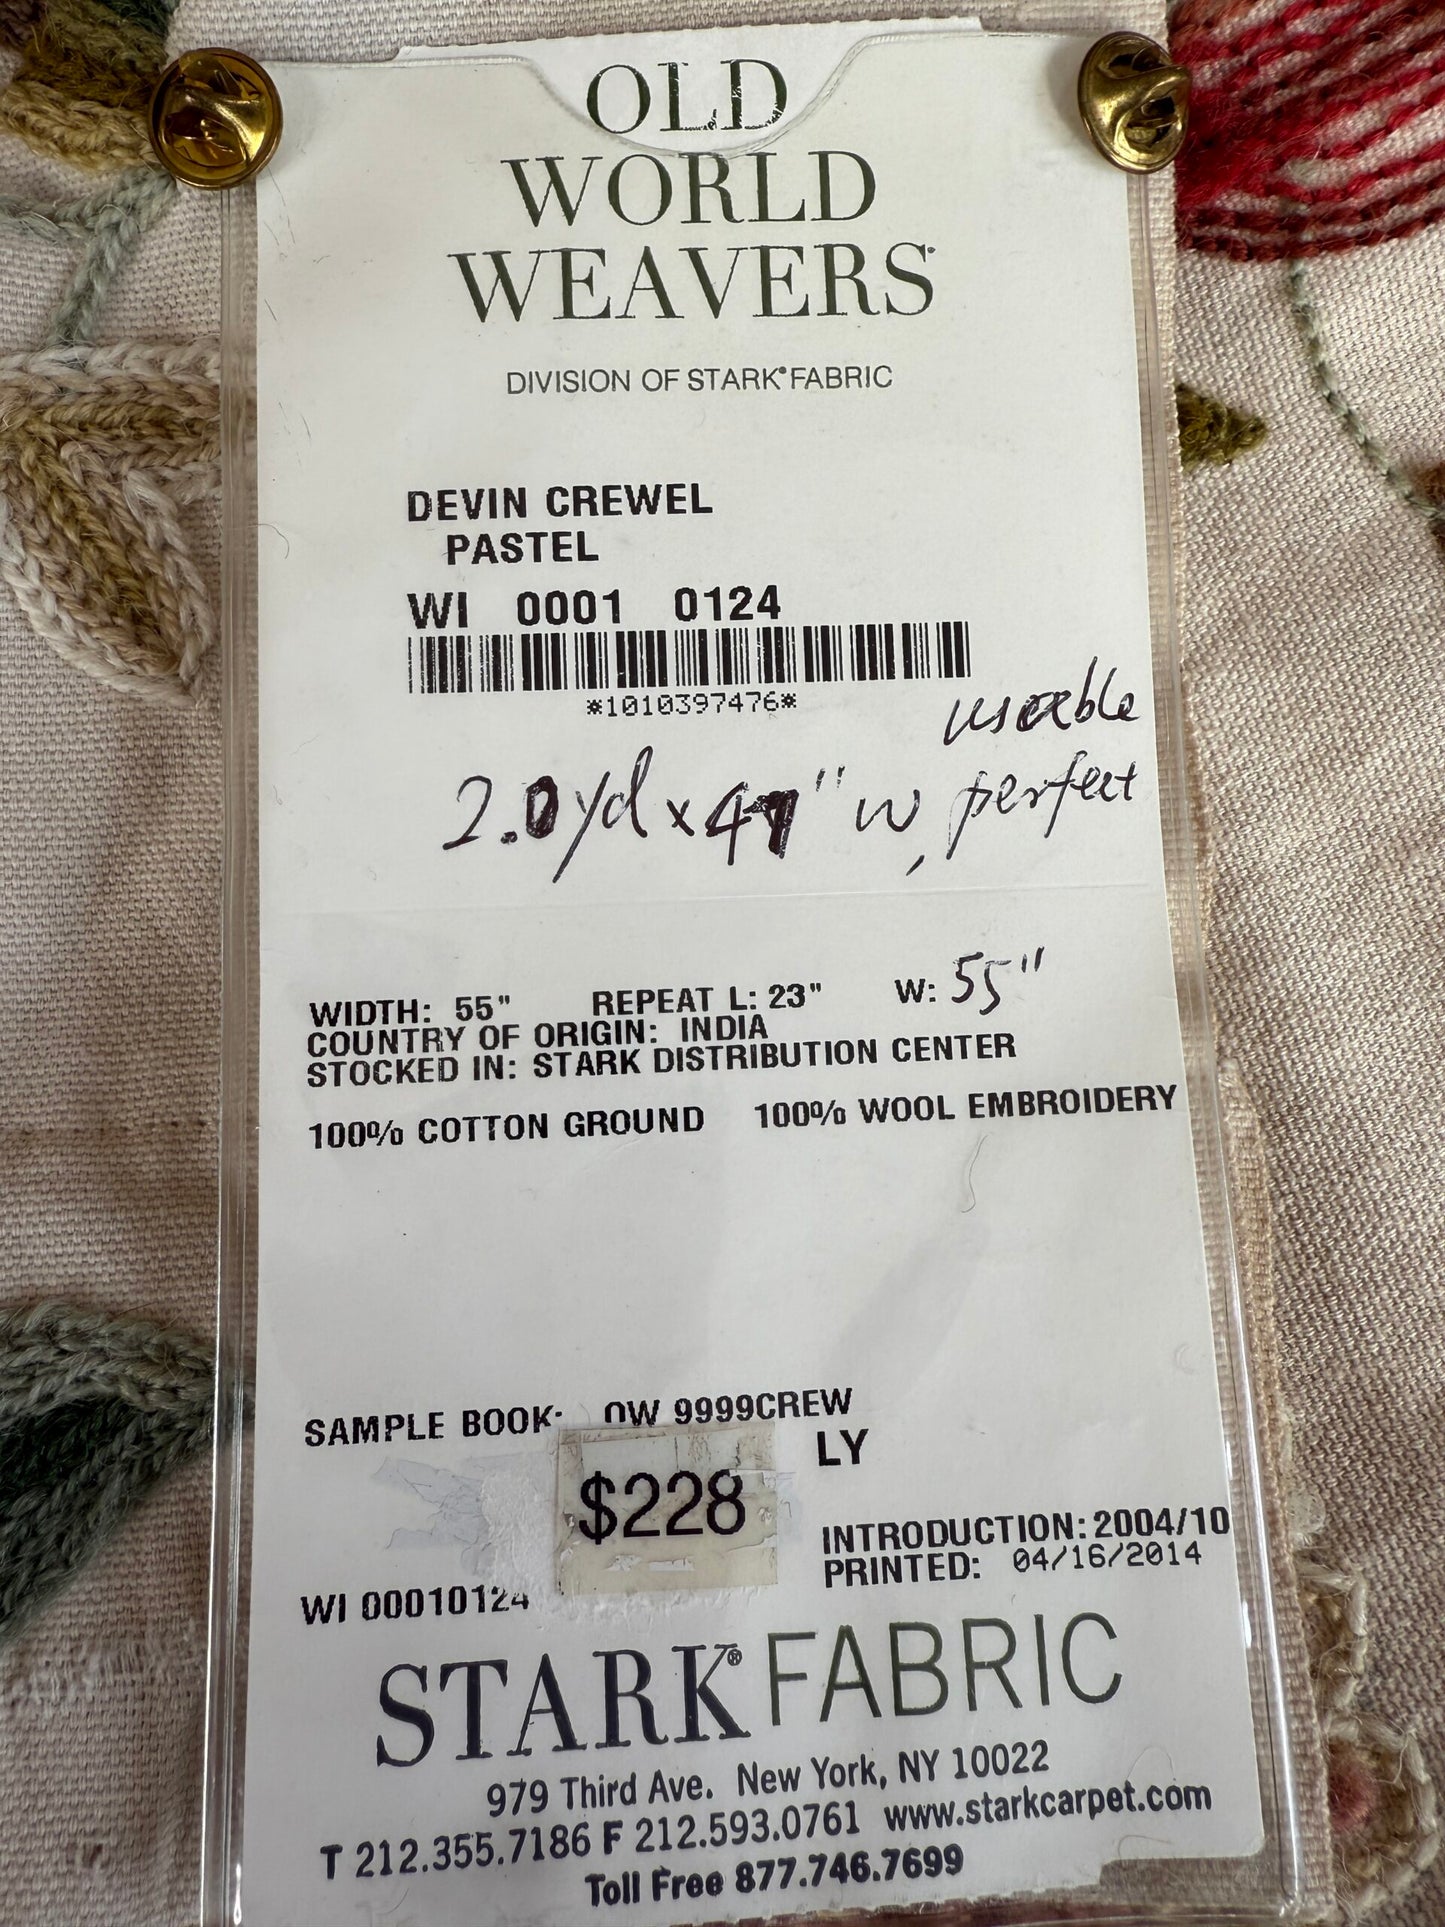 OLD
WORLD
WEAVERS®
DIVISION OF STARK® FABRIC
DEVIN CREWEL
PASTEL
WI 0001 0124
*1010397476*
useable
2.0yd x 47" w, perfect
WIDTH: 55" REPEAT L: 23" W: 55"
COUNTRY OF ORIGIN: INDIA
STOCKED IN: STARK DISTRIBUTION CENTER
100% COTTON GROUND 100% WOOL EMBROIDERY
SAMPLE BOOK: OW 9999CREW
LY
$228
INTRODUCTION: 2004/10
PRINTED: 04/16/2014
WI 00010124
STARK® FABRIC
979 Third Ave. New York, NY 10022
T 212.355.7186 F 212.593.0761 www.starkcarpet.com
Toll Free 877.746.7699